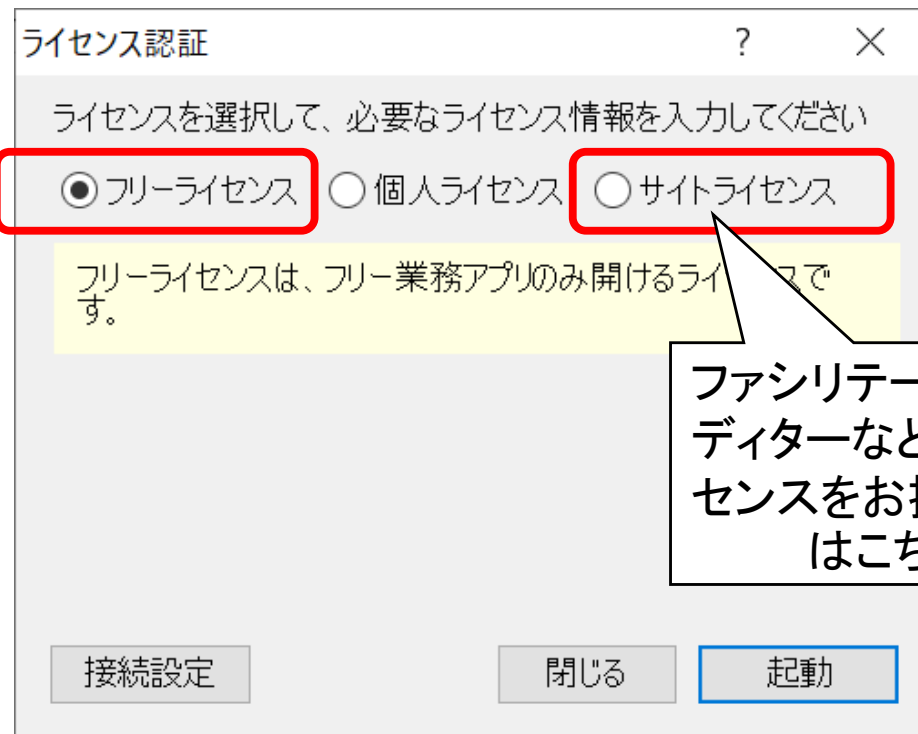 ライセンス認証 ? ×
ライセンスを選択して、必要なライセンス情報を入力してください
フリーライセンス 個人ライセンス サイトライセンス
フリーライセンスは、フリー業務アプリのみ開けるライ スで
す。
ファシリテー
ディターなど
センスをお
はこち
接続設定 閉じる 起動